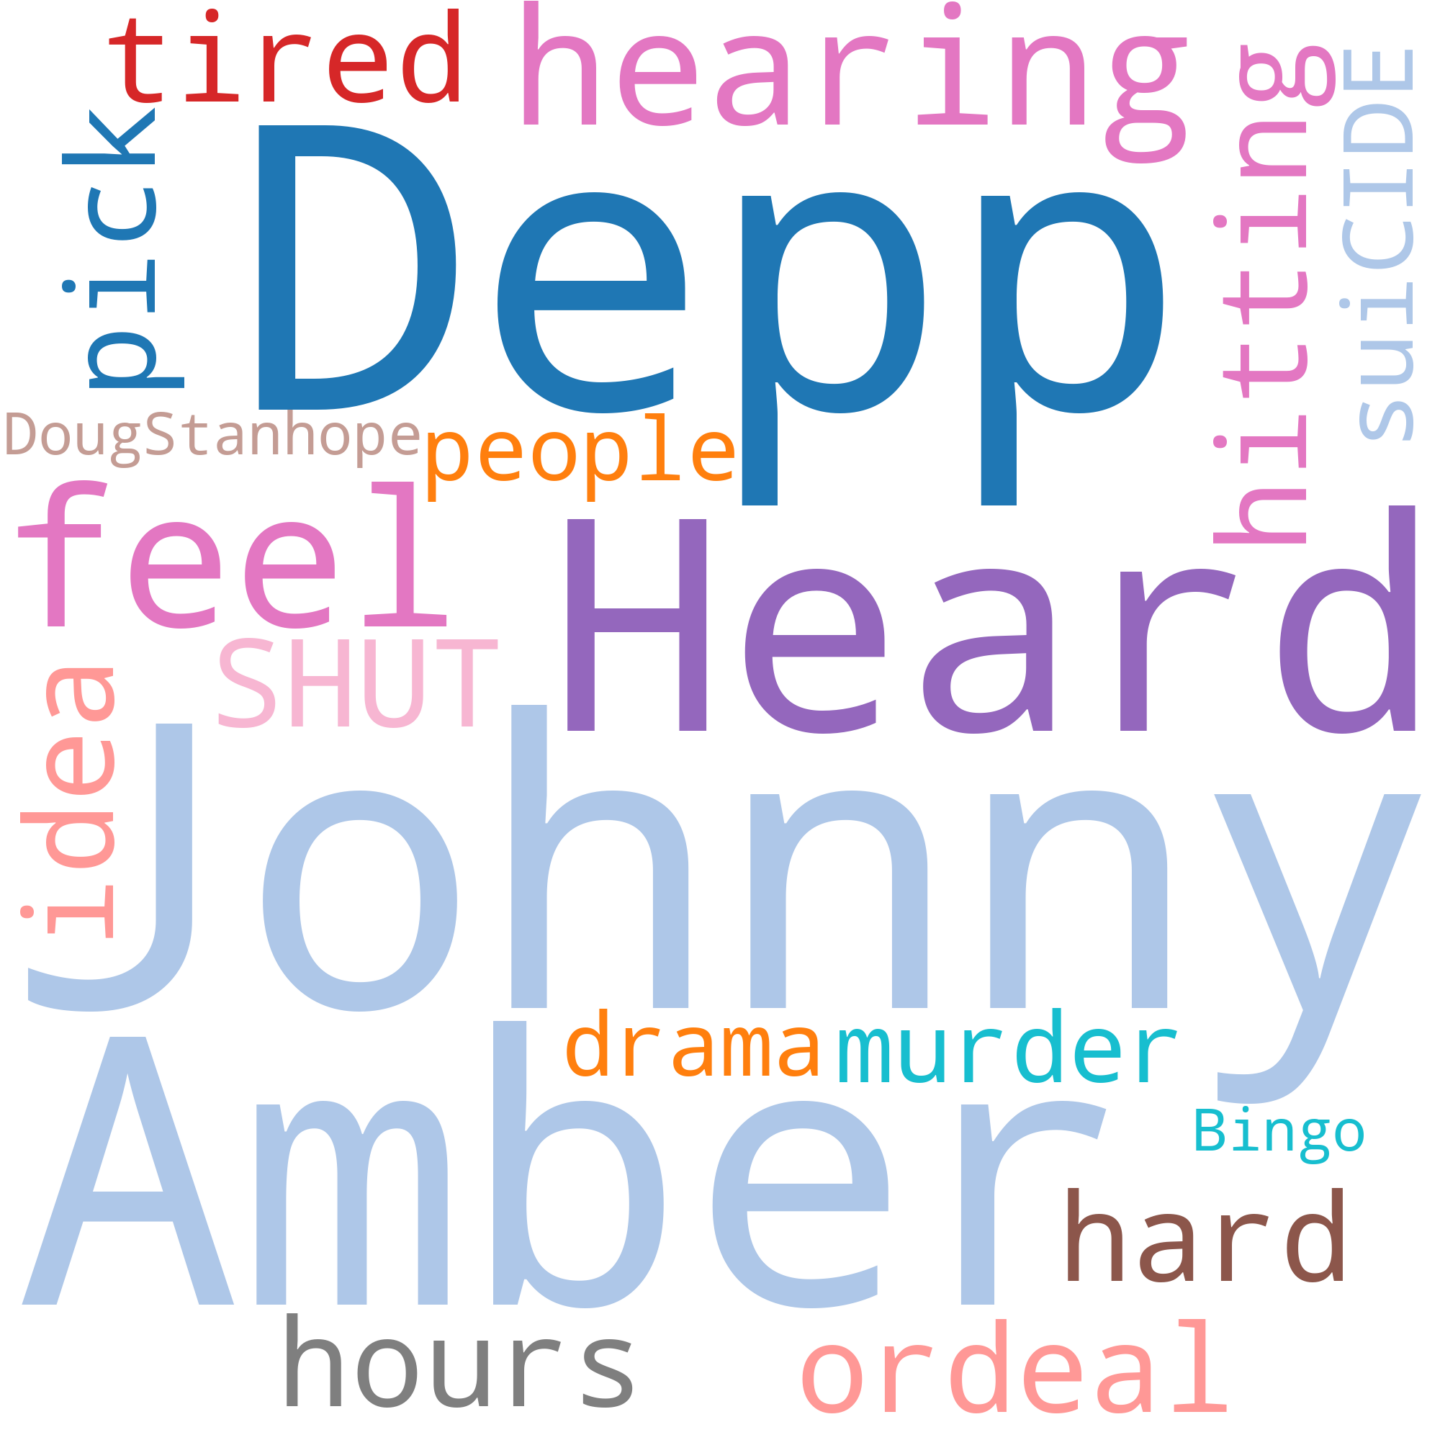 tired
hearing
hitting
suiCIDE
pick
Depp
DougStanhope
people
feel
Heard
SHUT
idea
Johnny
drama
murder
Amber
Bingo
hard
hours
ordeal